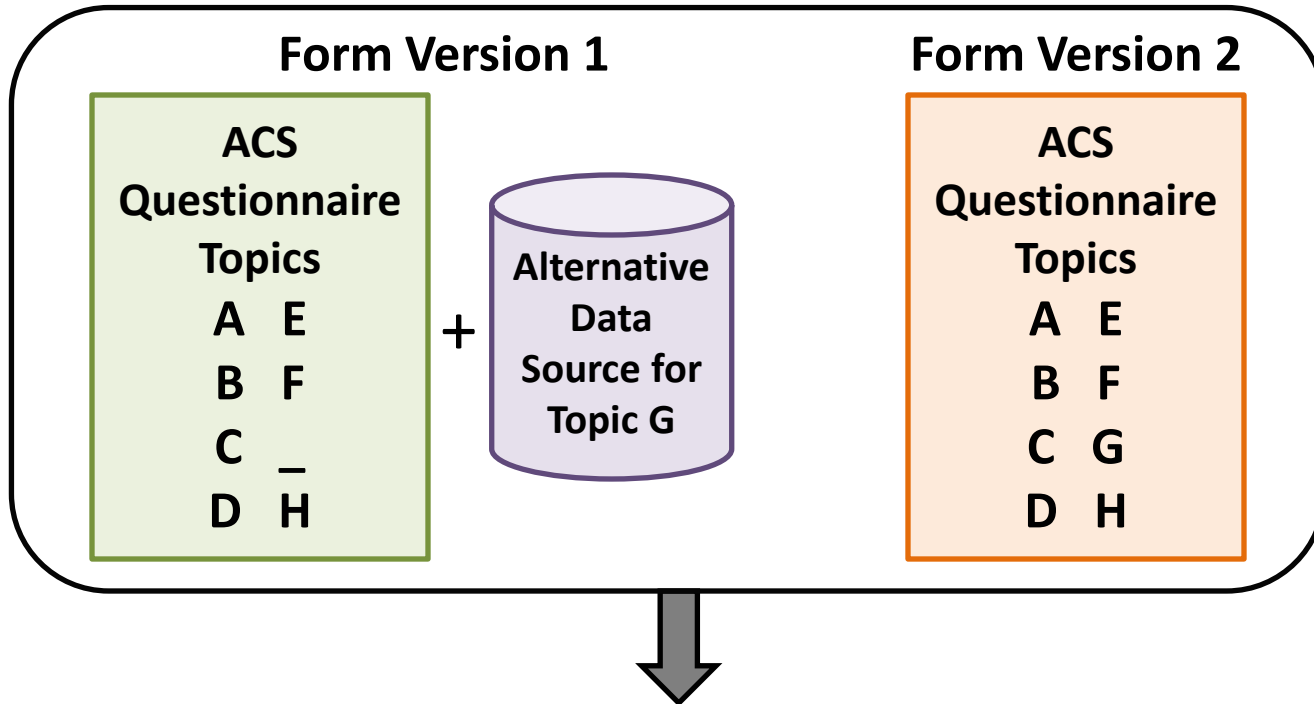 Form Version 1
ACS
Questionnaire
Topics
A E
B F
C _
D H
+
Alternative
Data
Source for
Topic G
Form Version 2
ACS
Questionnaire
Topics
A E
B F
C G
D H